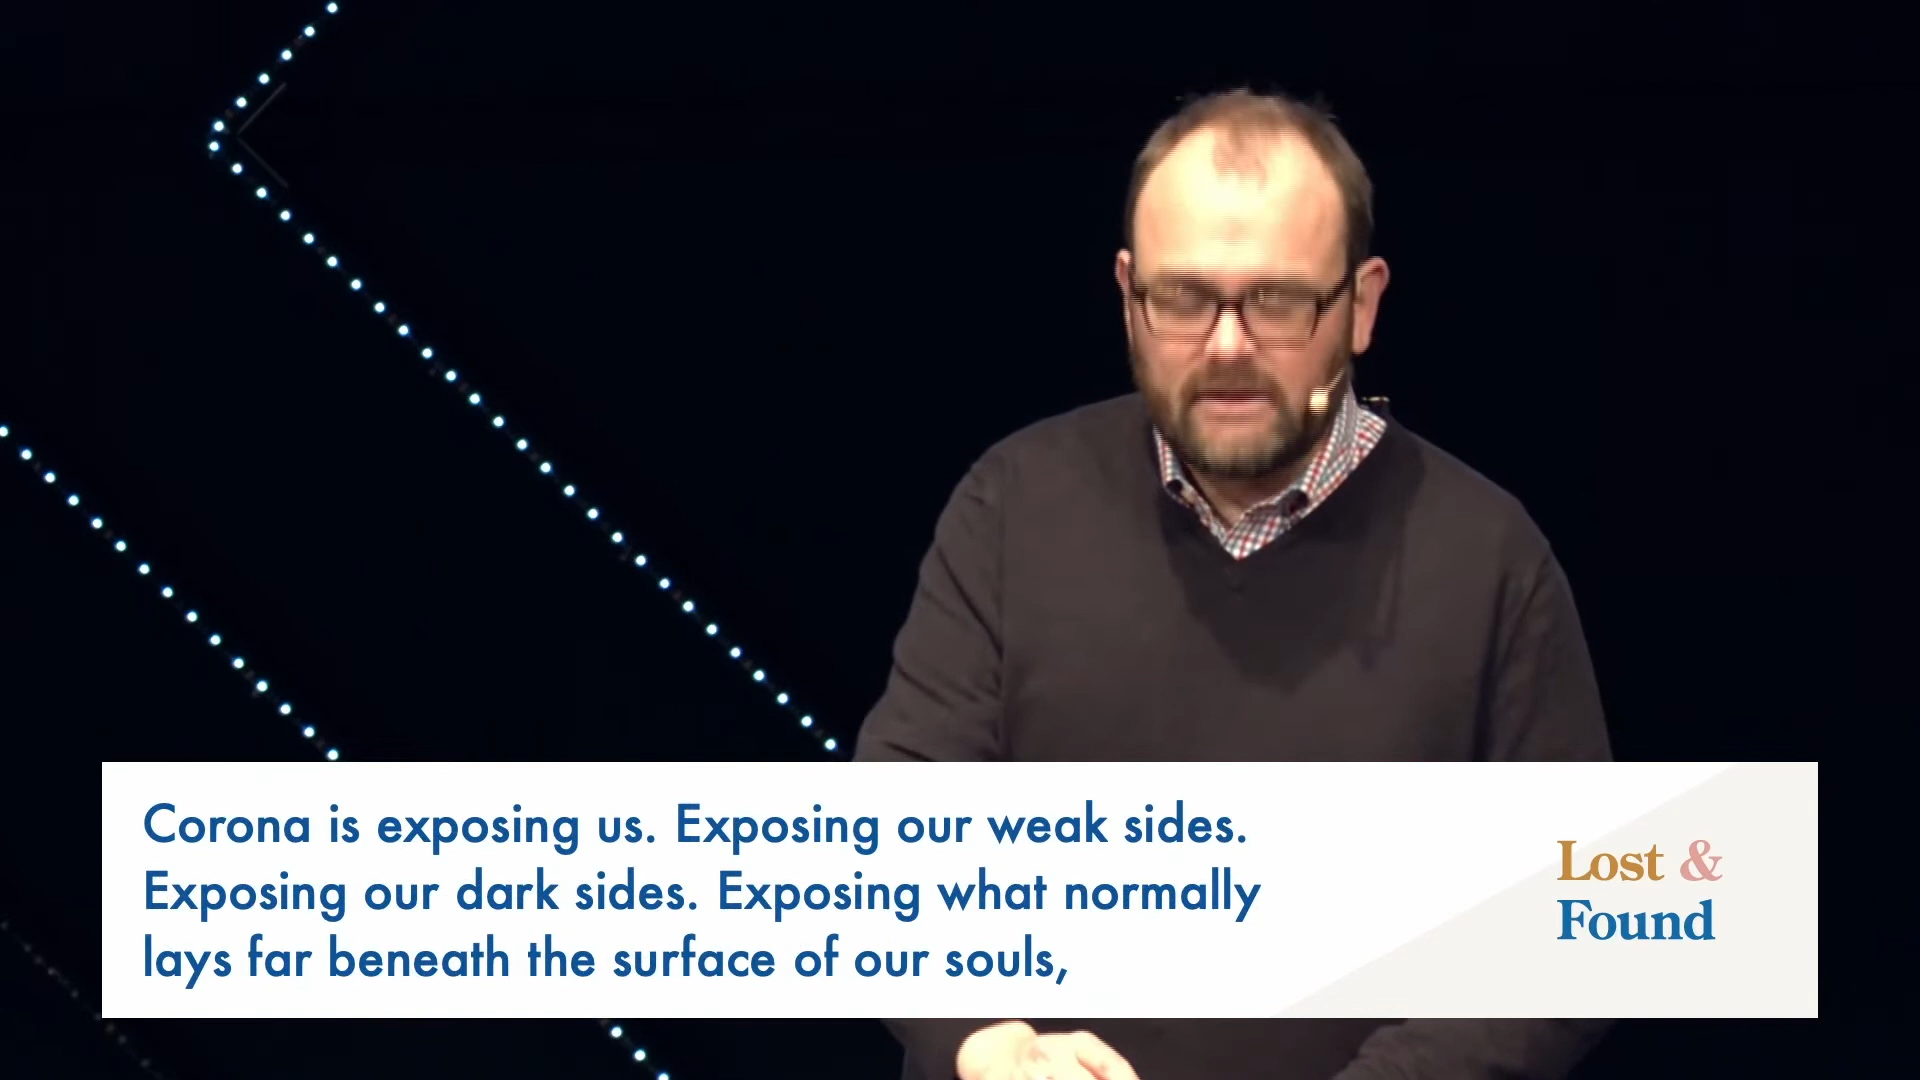 Corona is exposing us. Exposing our weak sides.
Exposing our dark sides. Exposing what normally
lays far beneath the surface of our souls,
Lost &
Found